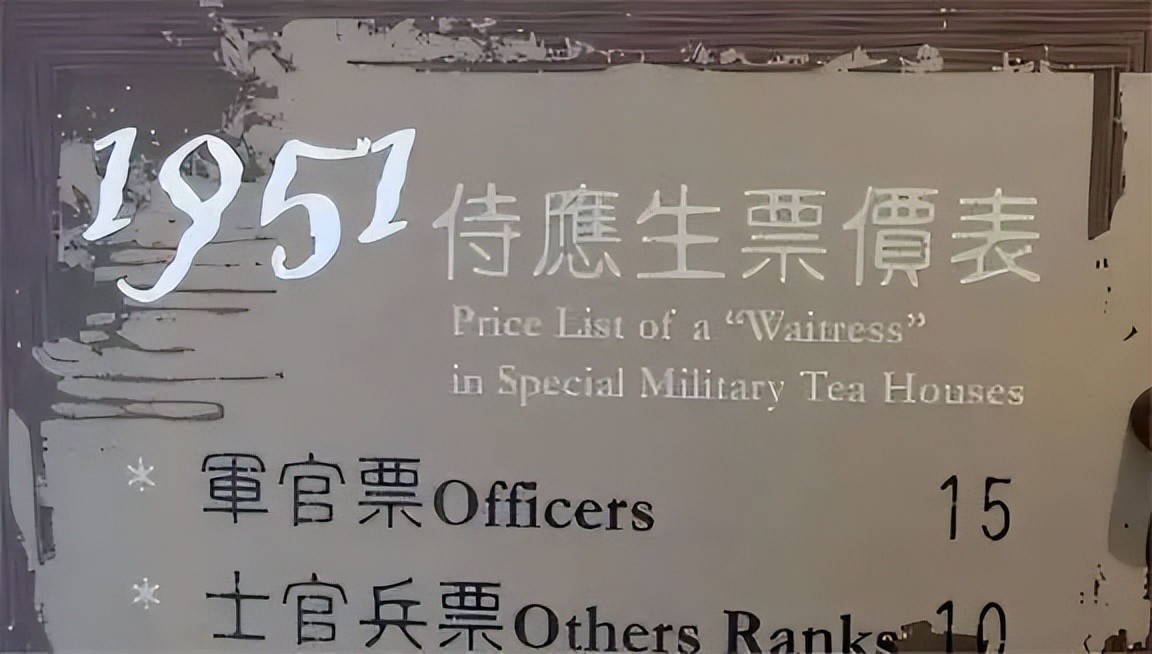 1951 侍應生票價表
Price List of a “Waitress”
in Special Military Tea Houses
* 軍官票Officers 15
* 士官兵票Others Ranks 10